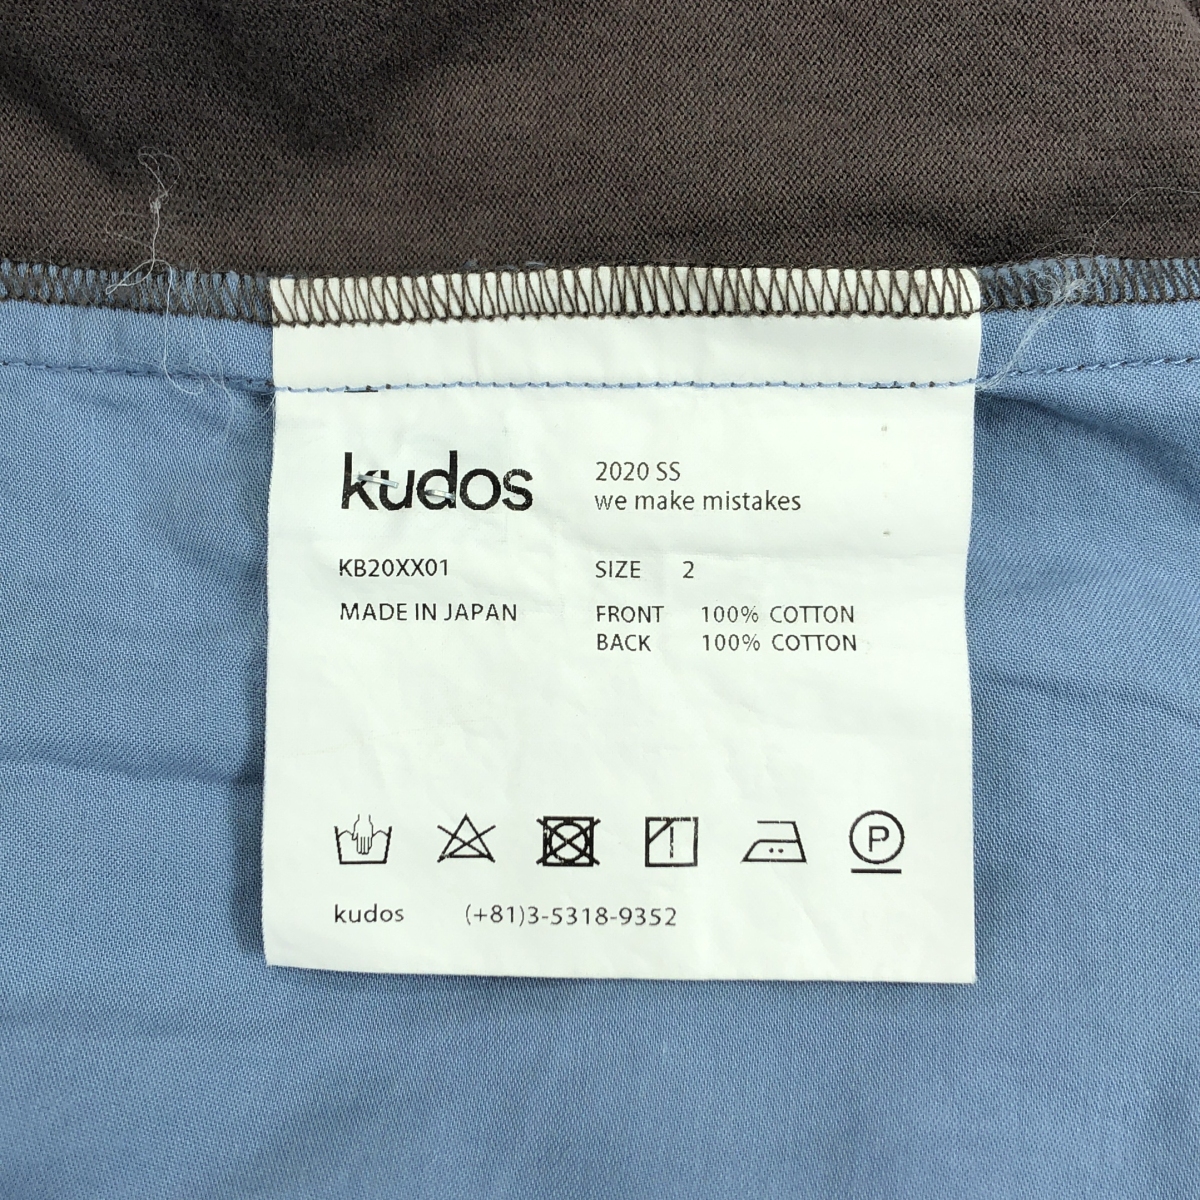 kudos
2020 SS
we make mistakes
KB20XX01
MADE IN JAPAN
SIZE 2
FRONT 100% COTTON
BACK 100% COTTON
P
kudos (+81)3-5318-9352